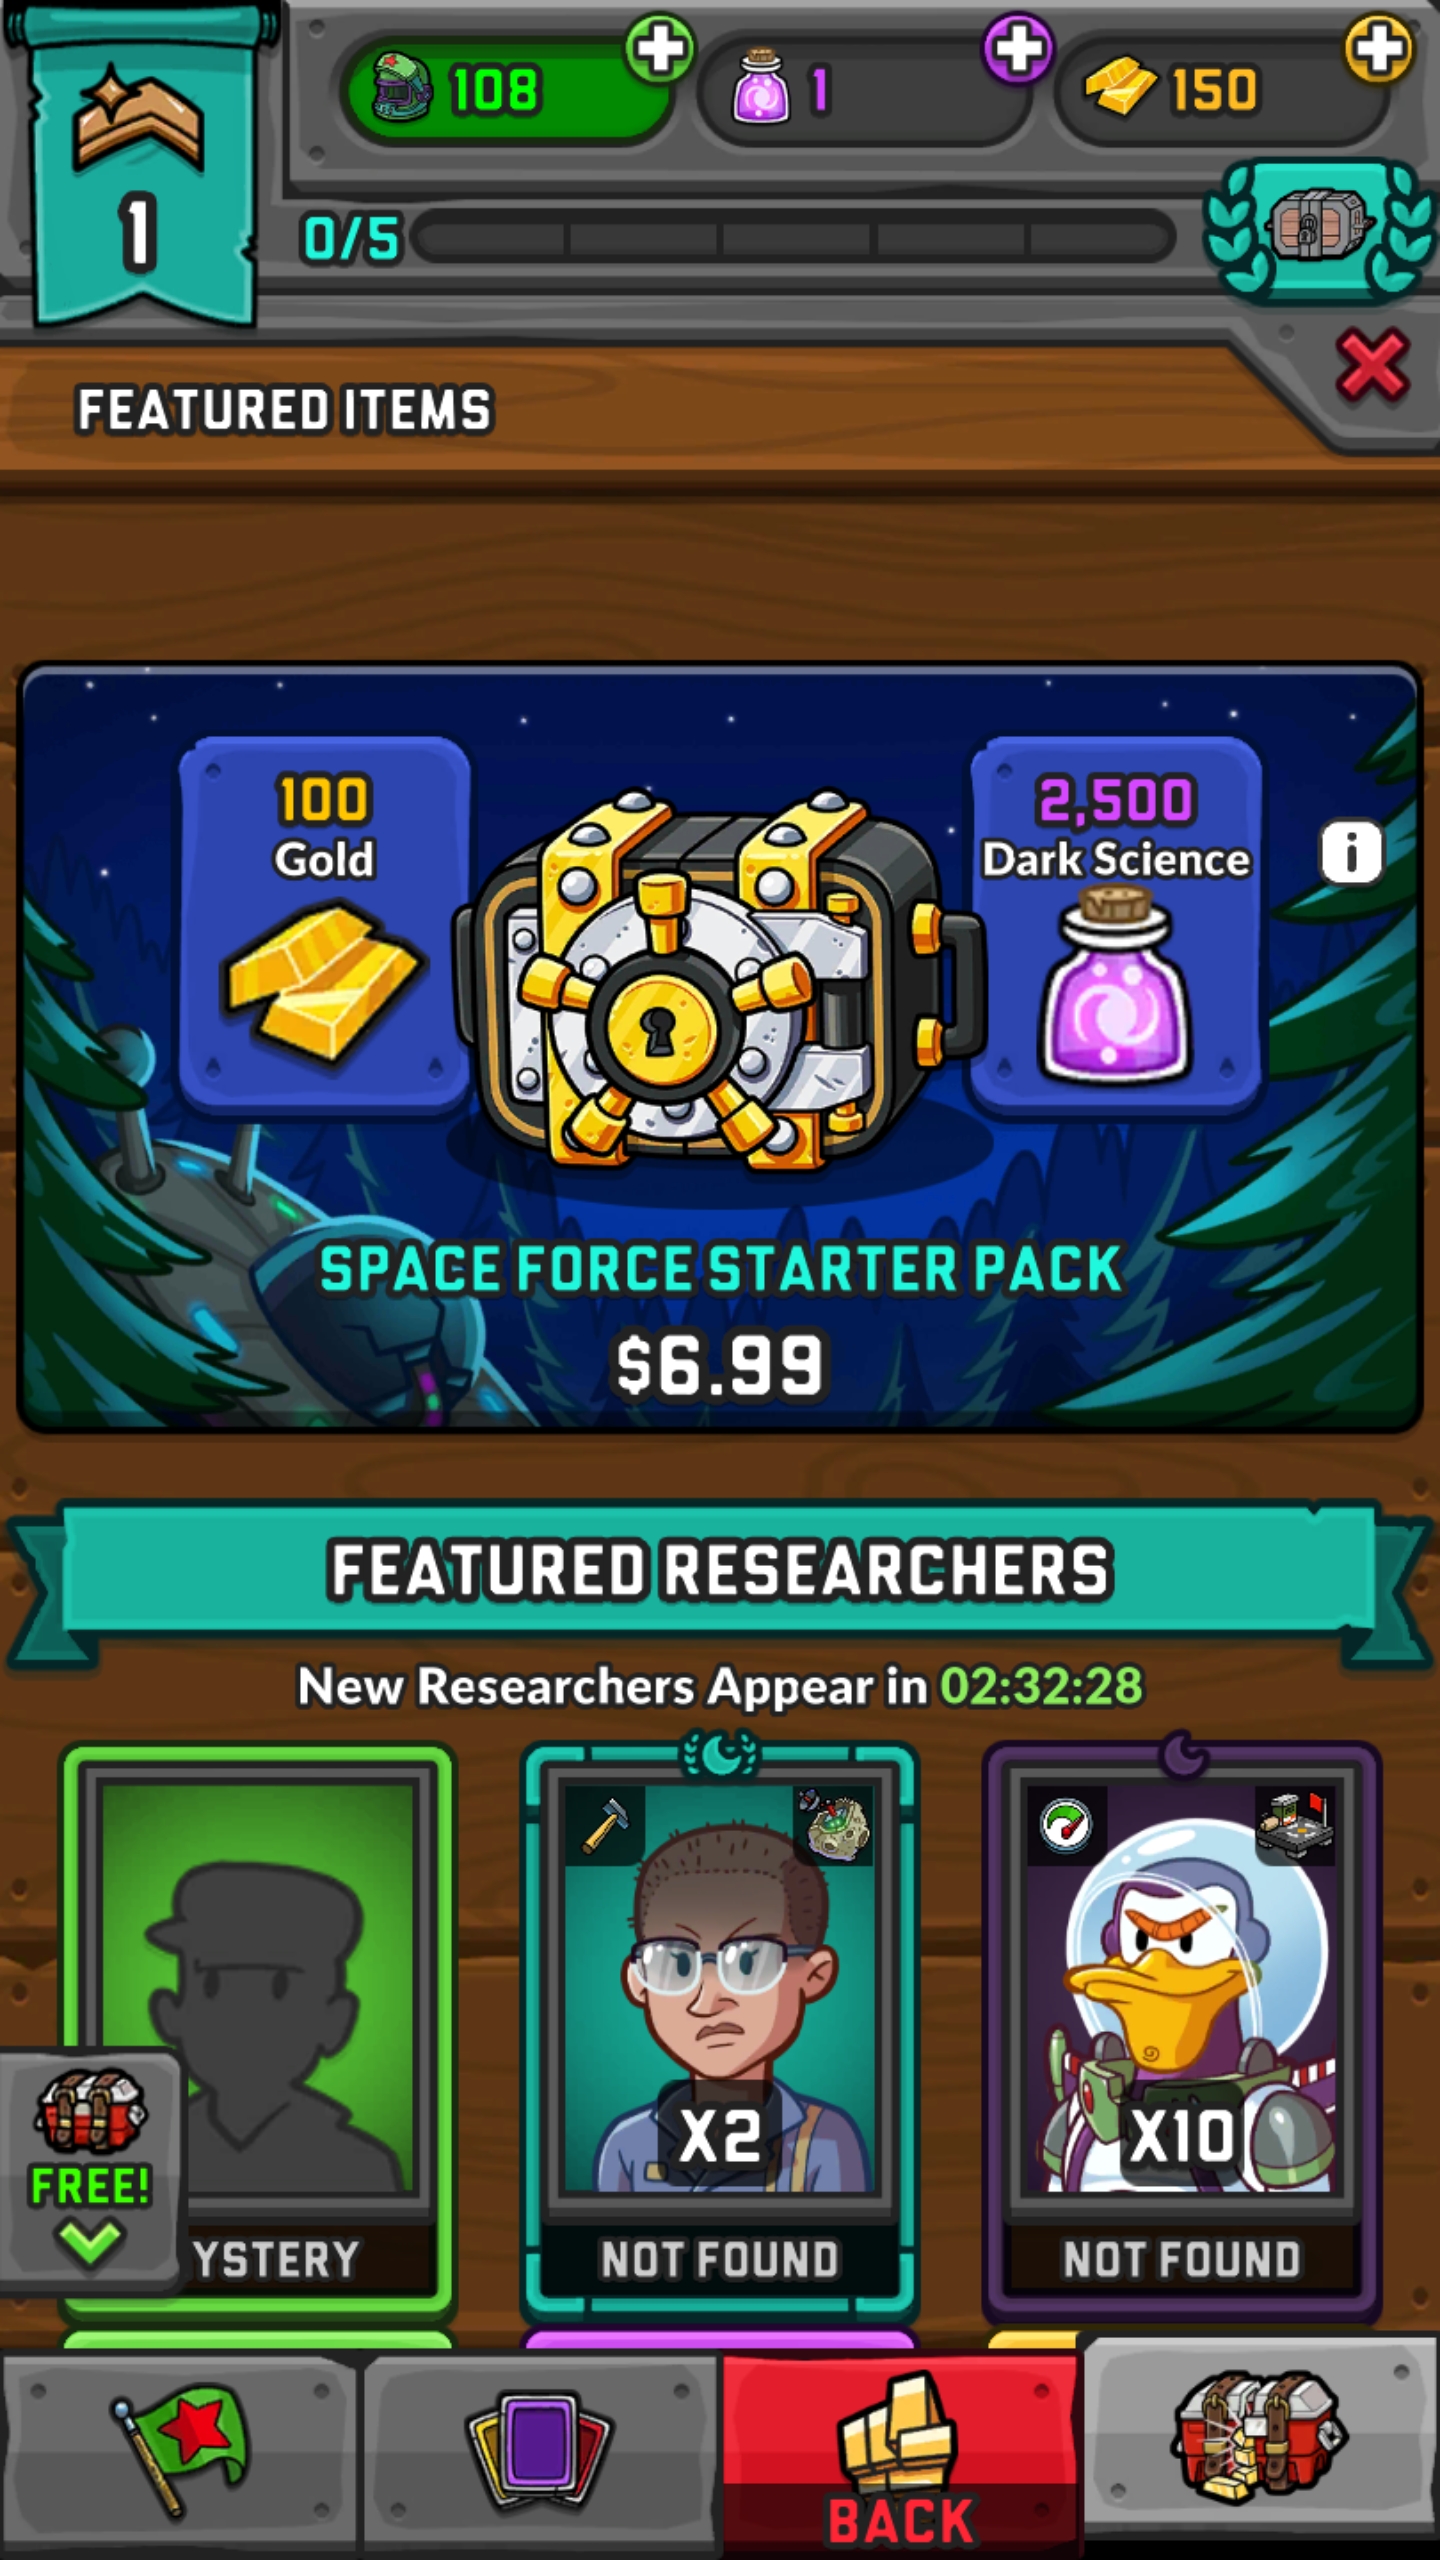 108
1
150
1
0/5
FEATURED ITEMS
100
Gold
2,500
Dark Science
i
SPACE FORCE STARTER PACK
$6.99
FEATURED RESEARCHERS
New Researchers Appear in 02:32:28
X2
X10
FREE!
YSTERY
NOT FOUND
NOT FOUND
BACK